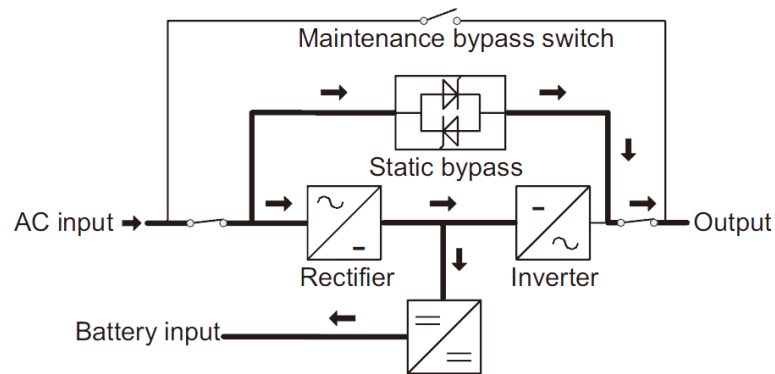 Maintenance bypass switch
Static bypass
AC input
Output
Rectifier
Inverter
Battery input